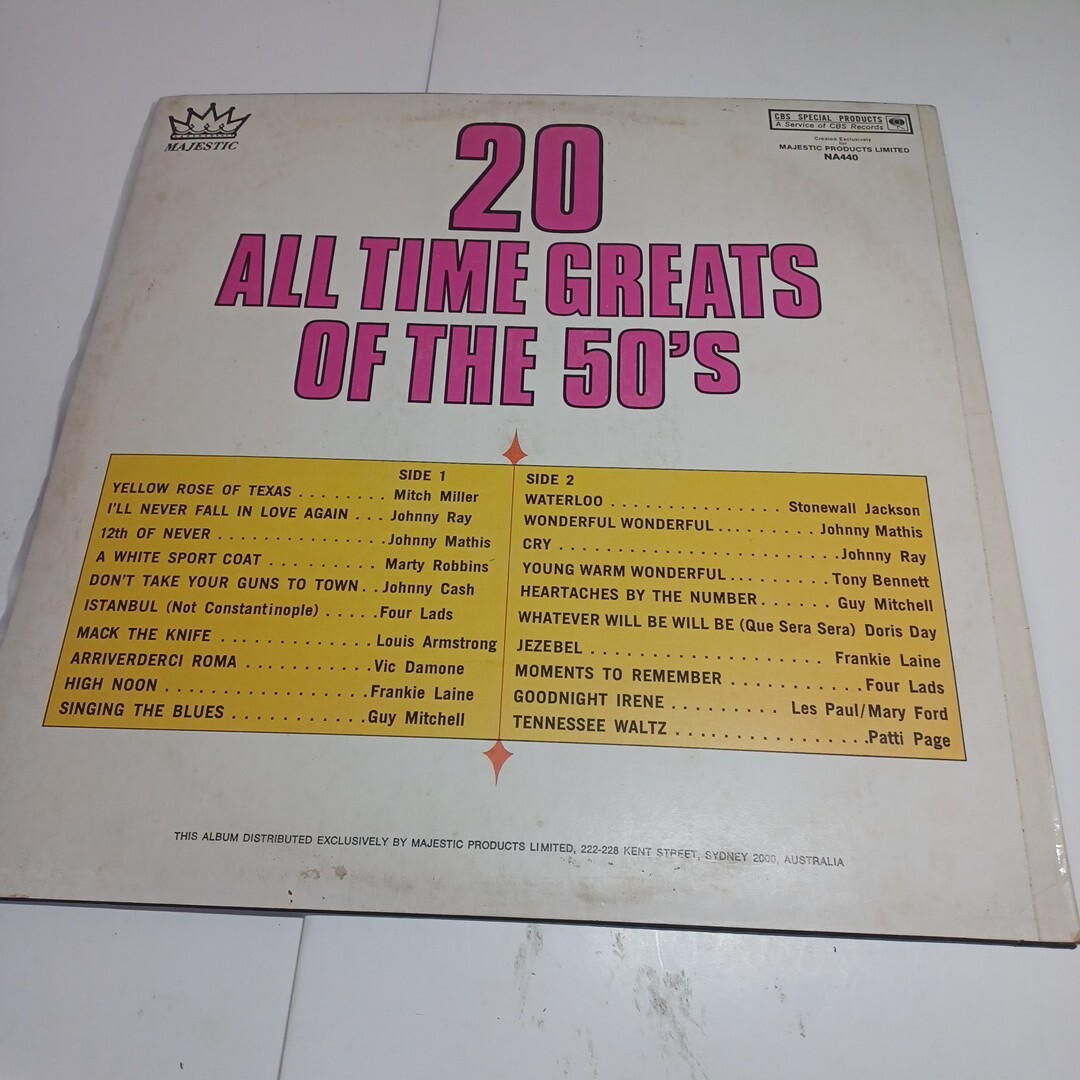 MAJESTIC
CBS SPECIAL PRODUCTS
A Service of CBS Records
Created Exclusively
for
MAJESTIC PRODUCTS LIMITED
NA440
20
ALL TIME GREATS
OF THE 50'S
SIDE 1
YELLOW ROSE OF TEXAS . . . . . . . . Mitch Miller
I'LL NEVER FALL IN LOVE AGAIN . . . Johnny Ray
12th OF NEVER . . . . . . . . . . . . . . . Johnny Mathis
A WHITE SPORT COAT . . . . . . . . . . Marty Robbins
DON'T TAKE YOUR GUNS TO TOWN . . Johnny Cash
ISTANBUL (Not Constantinople) . . . . . Four Lads
MACK THE KNIFE . . . . . . . . . . . . Louis Armstrong
ARRIVERDERCI ROMA . . . . . . . . . . . Vic Damone
HIGH NOON . . . . . . . . . . . . . . . . . . Frankie Laine
SINGING THE BLUES . . . . . . . . . . . . Guy Mitchell
SIDE 2
WATERLOO . . . . . . . . . . . . . . . Stonewall Jackson
WONDERFUL WONDERFUL . . . . . . . . . Johnny Mathis
CRY . . . . . . . . . . . . . . . . . . . . . . . . Johnny Ray
YOUNG WARM WONDERFUL . . . . . . . . . Tony Bennett
HEARTACHES BY THE NUMBER . . . . . . Guy Mitchell
WHATEVER WILL BE WILL BE (Que Sera Sera) Doris Day
JEZEBEL . . . . . . . . . . . . . . . . . . . . Frankie Laine
MOMENTS TO REMEMBER . . . . . . . . . . . Four Lads
GOODNIGHT IRENE . . . . . . . . . Les Paul/Mary Ford
TENNESSEE WALTZ . . . . . . . . . . . . . . . . . Patti Page
THIS ALBUM DISTRIBUTED EXCLUSIVELY BY MAJESTIC PRODUCTS LIMITED, 222-228 KENT STREET, SYDNEY 2000, AUSTRALIA